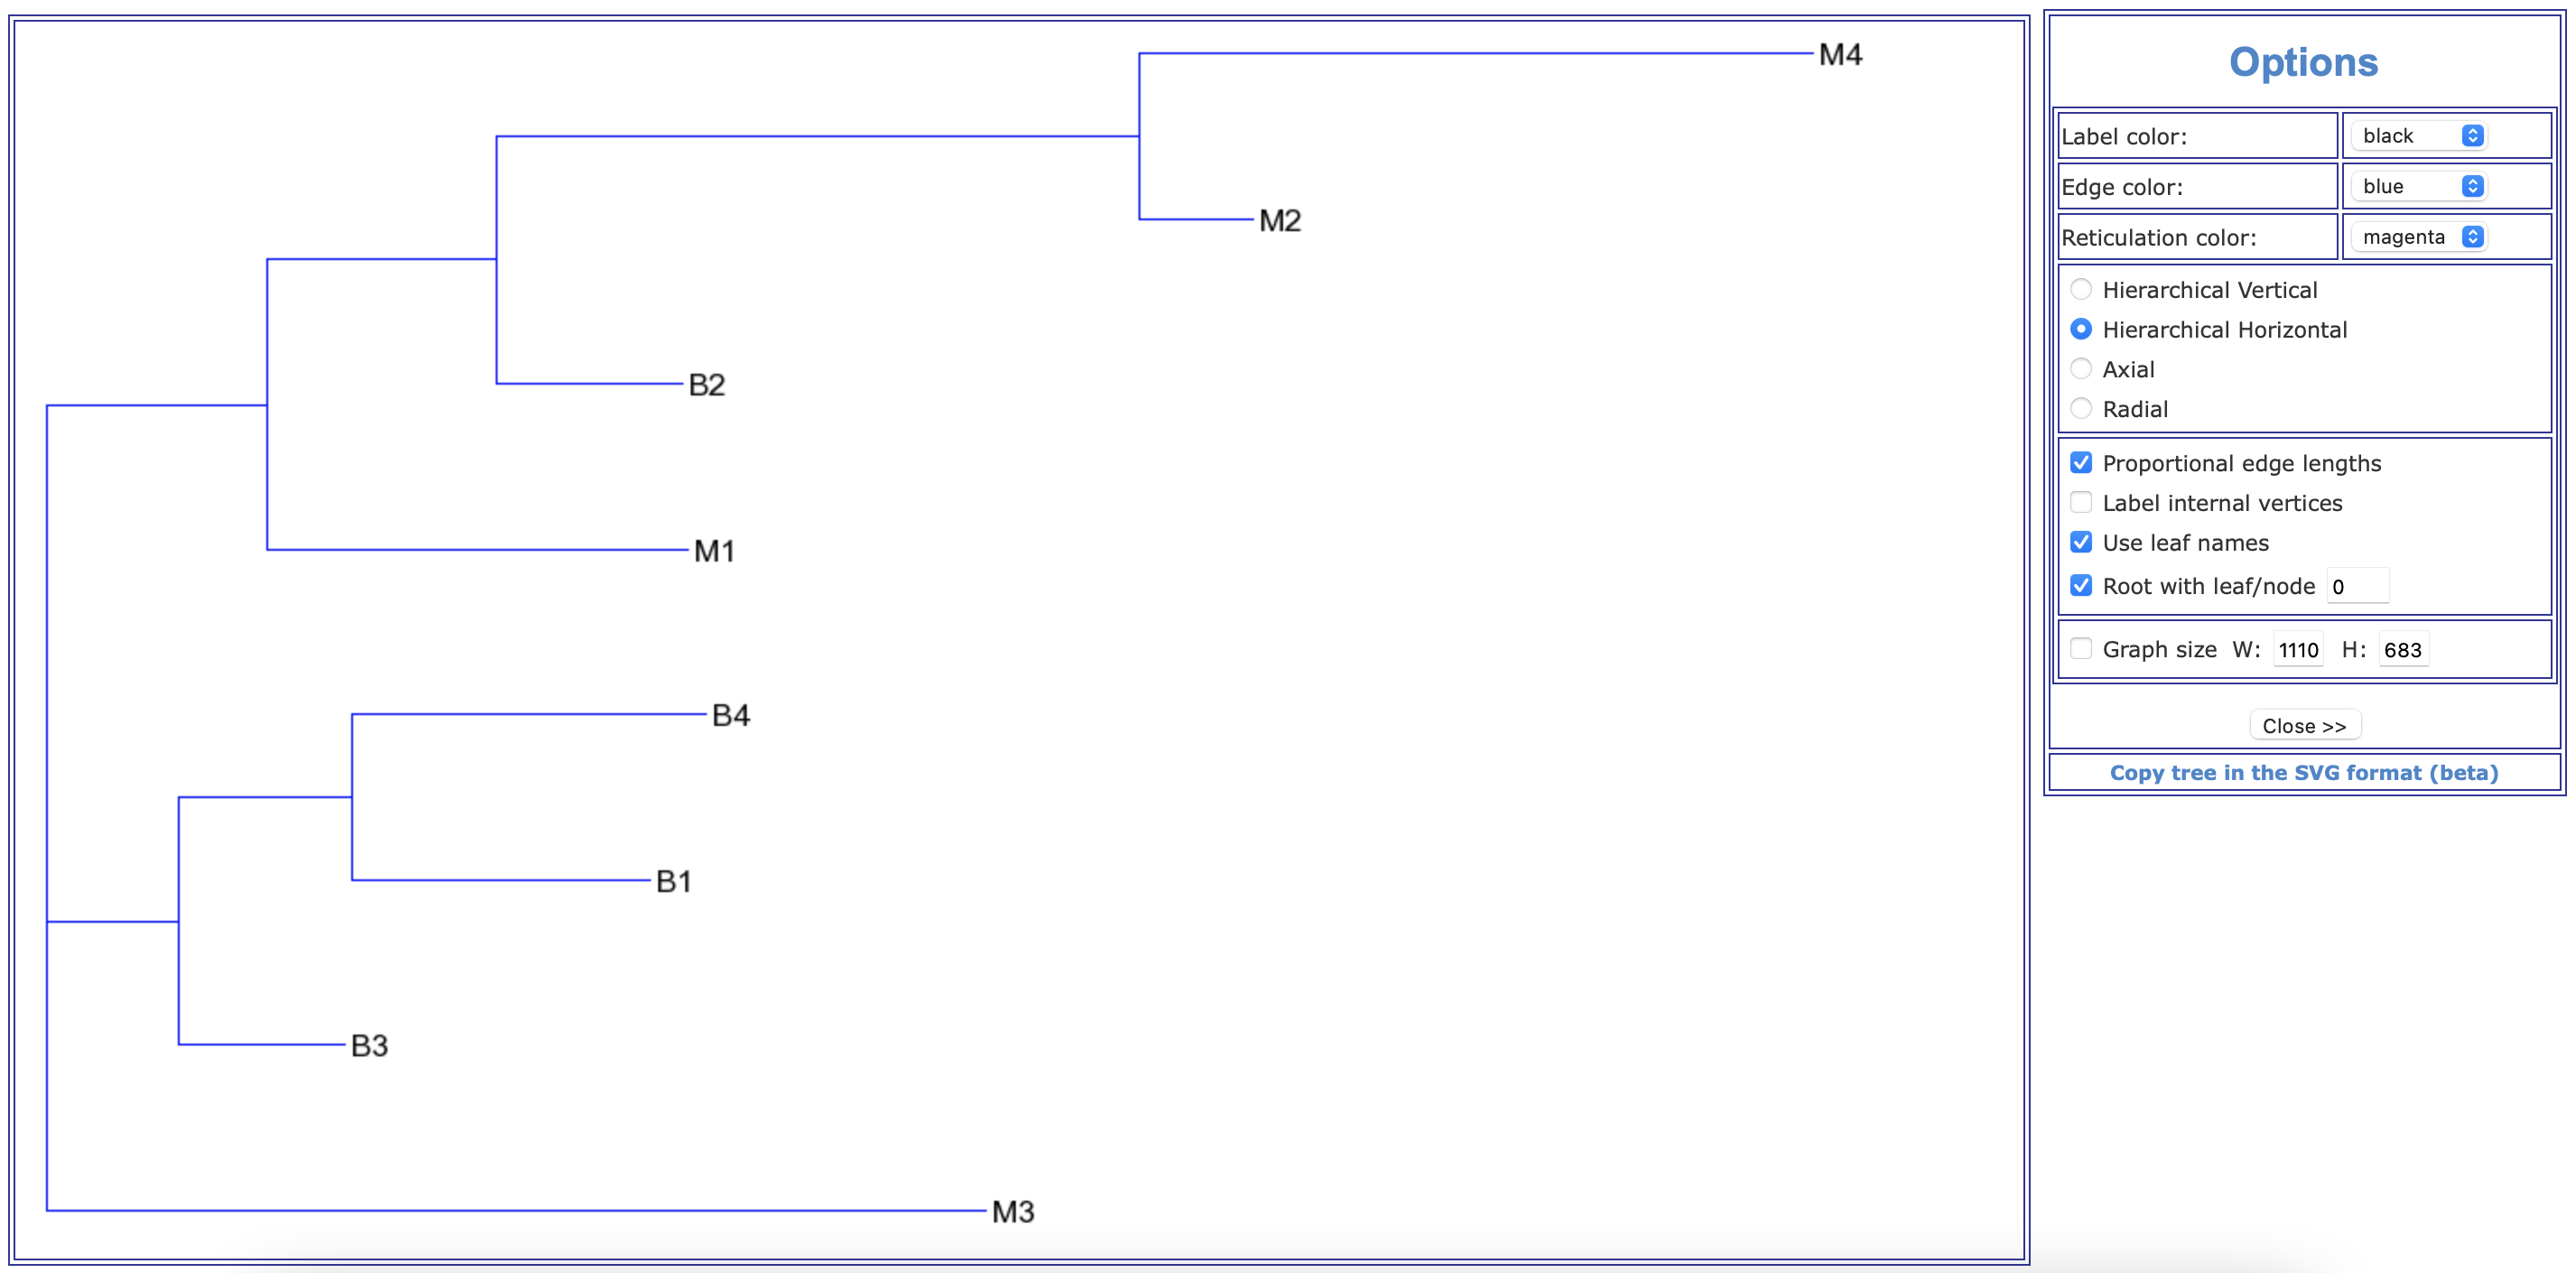 M4
M2
B2
M1
B4
B1
B3
M3
Options
Label color: black
Edge color: blue
Reticulation color: magenta
Hierarchical Vertical
Hierarchical Horizontal
Axial
Radial
Proportional edge lengths
Label internal vertices
Use leaf names
Root with leaf/node 0
Graph size W: 1110 H: 683
Close >>
Copy tree in the SVG format (beta)